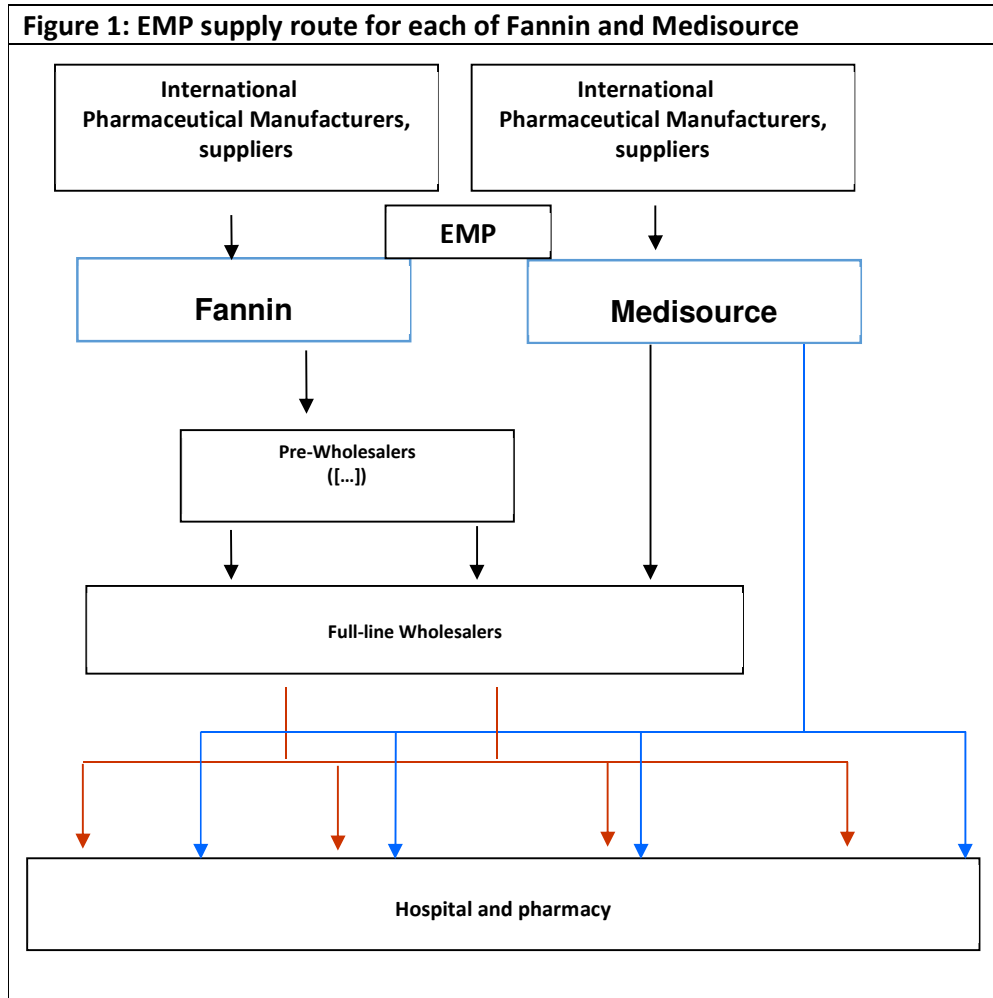 Figure 1: EMP supply route for each of Fannin and Medisource
International
Pharmaceutical Manufacturers,
suppliers
International
Pharmaceutical Manufacturers,
suppliers
EMP
Fannin
Medisource
Pre-Wholesalers
([…])
Full-line Wholesalers
Hospital and pharmacy